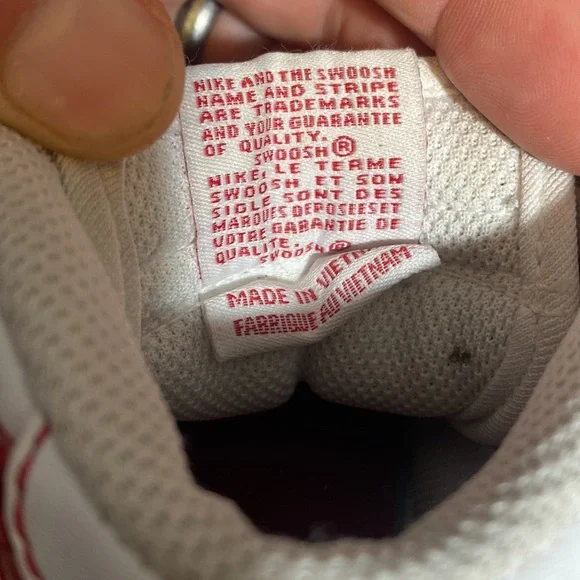 NIKE AND THE SWOOSH
NAME AND STRIPE
ARE TRADEMARKS
AND YOUR GUARANTEE
OF QUALITY.
SWOOSH®
NIKE, LE TERME
SWOOSH ET SON
SIGLE SONT DES
MARQUES DEPOSEESET
VOTRE GARANTIE DE
QUALITE.
SWOOSH®
MADE IN VIETNAM
FABRIQUE AU VIETNAM